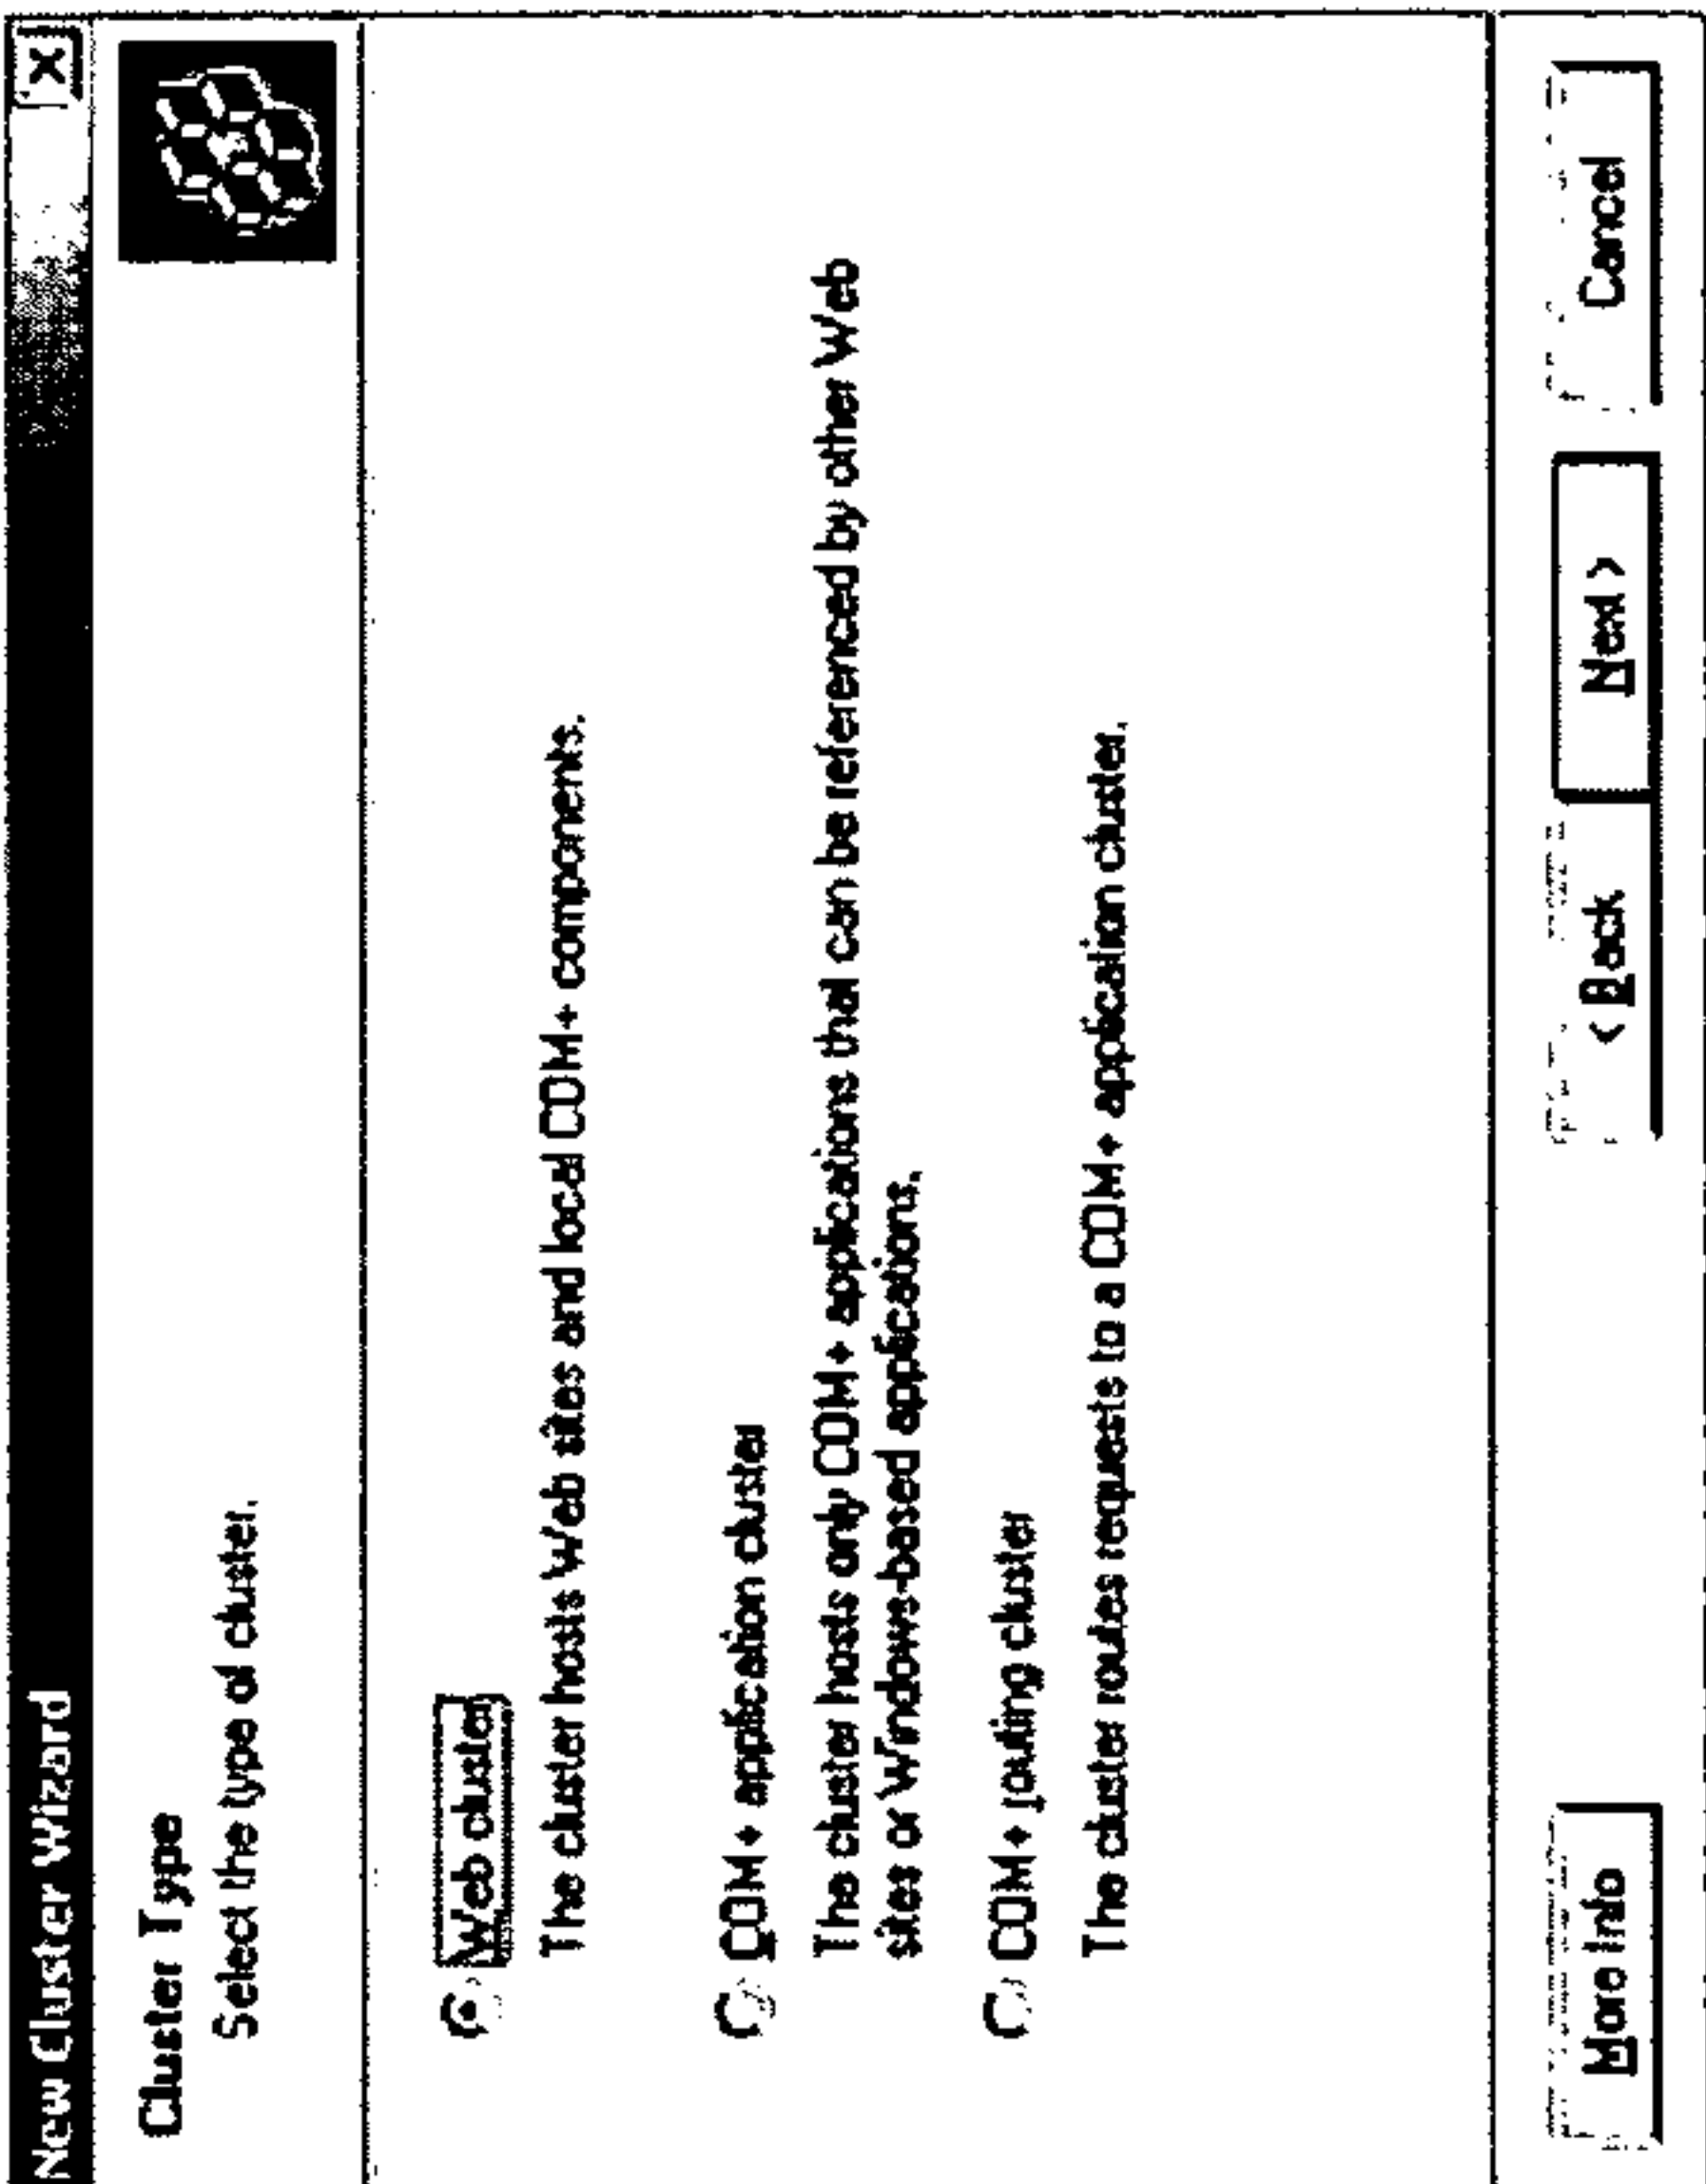 New Cluster Wizard
X
Cluster Type
Select the type of cluster.
Web cluster
The cluster hosts Web sites and local COM+ components.
COM+ application cluster
The cluster hosts only COM+ applications that can be referenced by other Web
sites or Windows-based applications.
COM+ routing cluster
The cluster routes requests to a COM+ application cluster.
More Info
< Back
Next >
Cancel